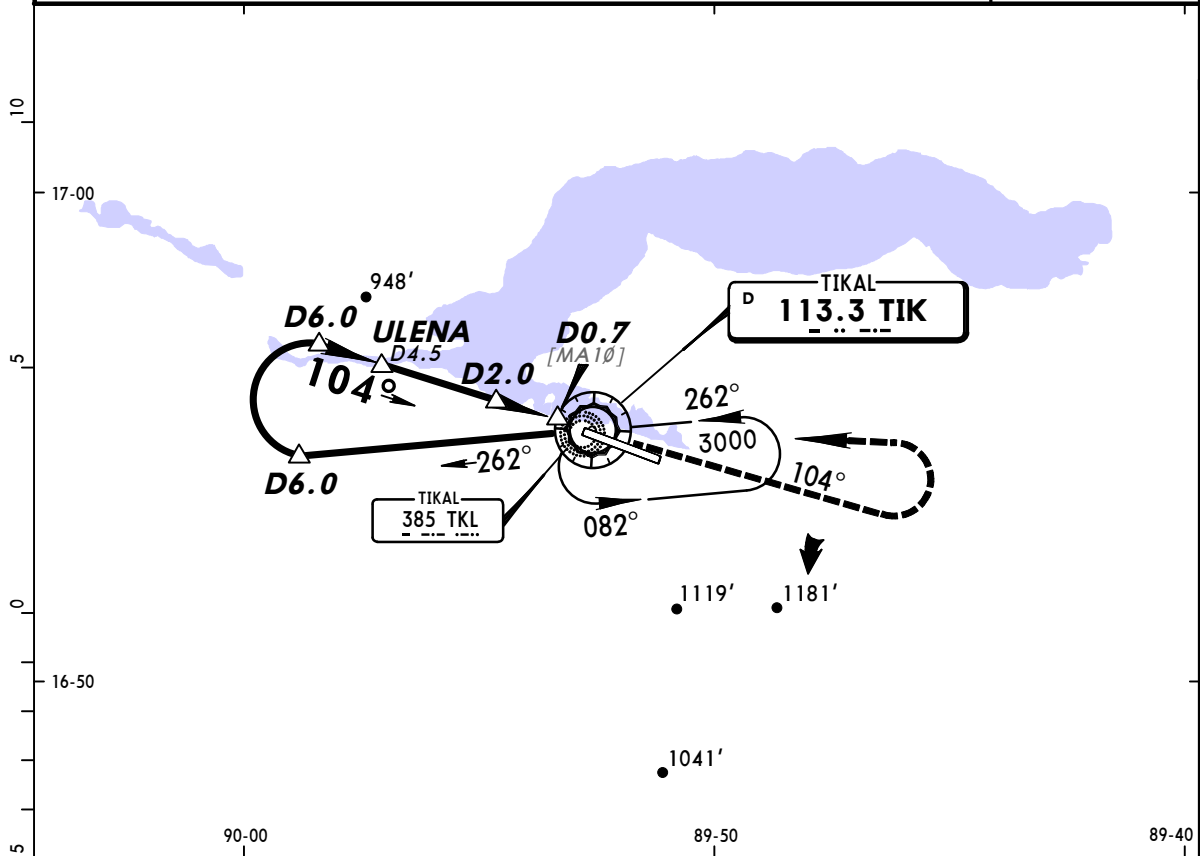 10
17-00
948'
TIKAL
D 113.3 TIK
D6.0
ULENA
D4.5
D0.7
[MA1Ø]
5
104°
D2.0
262°
3000
262°
104°
D6.0
TIKAL
385 TKL
082°
1119'
1181'
0
16-50
1041'
90-00
89-50
89-40
5